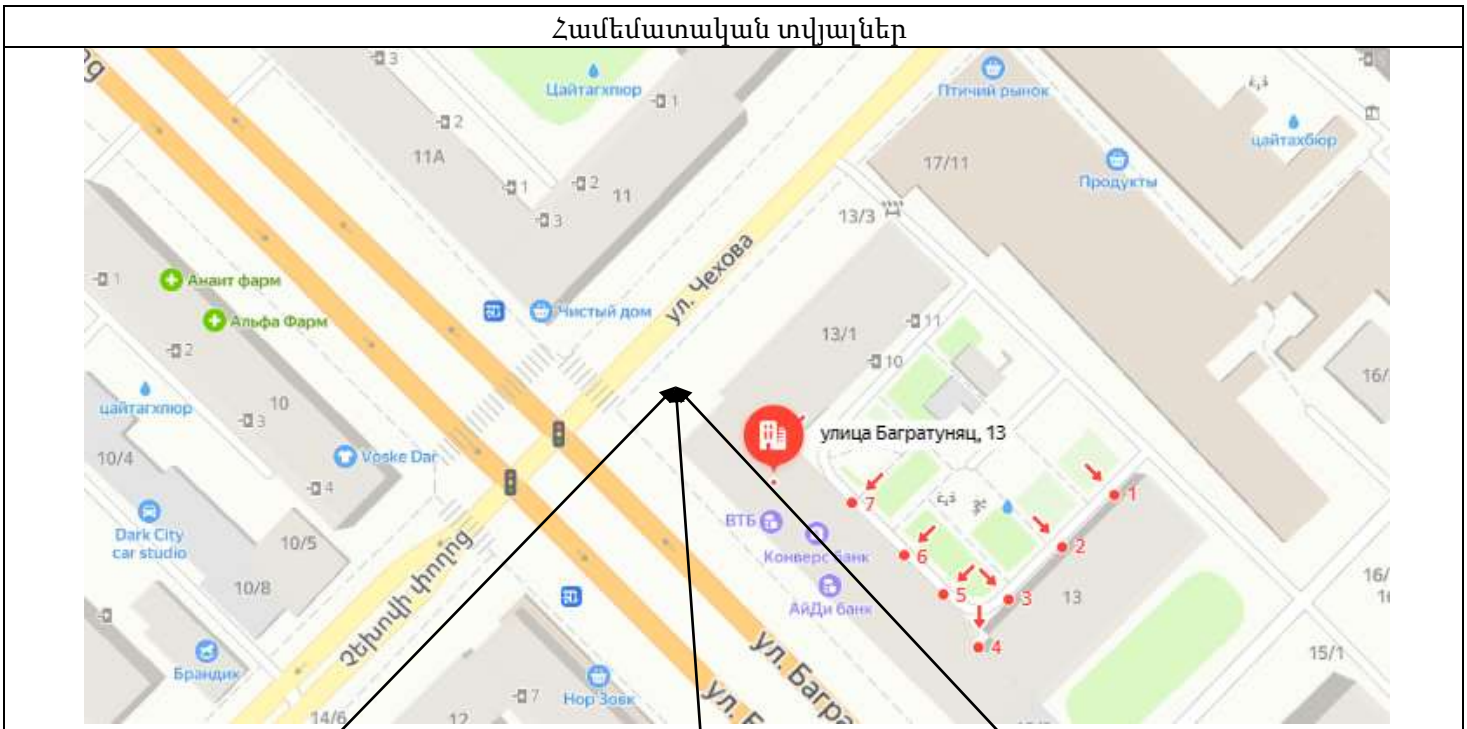 Համեմատական տվյալներ
3
Цайтагхпюр
1
2
11А
1
2
11
3
Птичий рынок
цайтахбюр
17/11
Продукты
13/3
ул. Чехова
1
Анаит фарм
Альфа Фарм
2
Чистый дом
13/1
11
10
16/
цайтагхпюр
3
10
улица Багратуняц, 13
10/4
Voske Dar
4
1
7
ВТБ
Dark City
car studio
10/5
Конверс банк
6
2
10/8
АйДи банк
5
3
13
16/
1
4
Չեխովի փողոց
Брандик
ул. Багра
15/1
7
Нор Зовк
ул. Б
14/6
12